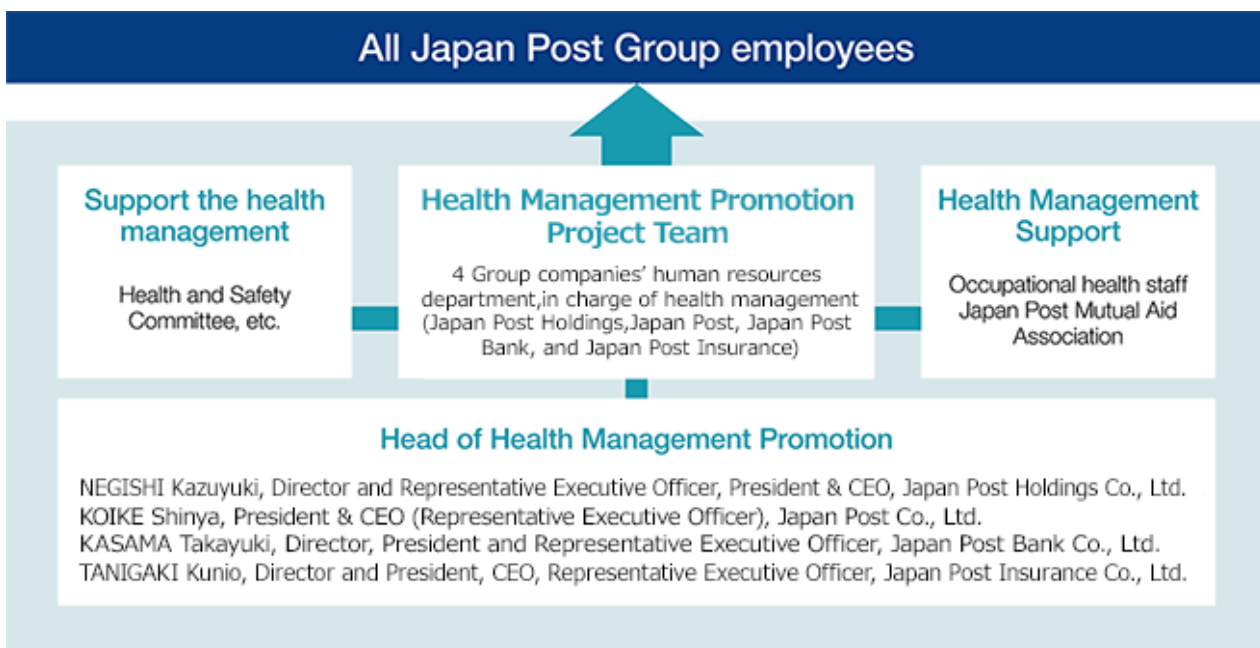 All Japan Post Group employees
Support the health
management
Health and Safety
Committee, etc.
Health Management Promotion
Project Team
4 Group companies’ human resources
department,in charge of health management
(Japan Post Holdings,Japan Post, Japan Post
Bank, and Japan Post Insurance)
Health Management
Support
Occupational health staff
Japan Post Mutual Aid
Association
Head of Health Management Promotion
NEGISHI Kazuyuki, Director and Representative Executive Officer, President & CEO, Japan Post Holdings Co., Ltd.
KOIKE Shinya, President & CEO (Representative Executive Officer), Japan Post Co., Ltd.
KASAMA Takayuki, Director, President and Representative Executive Officer, Japan Post Bank Co., Ltd.
TANIGAKI Kunio, Director and President, CEO, Representative Executive Officer, Japan Post Insurance Co., Ltd.